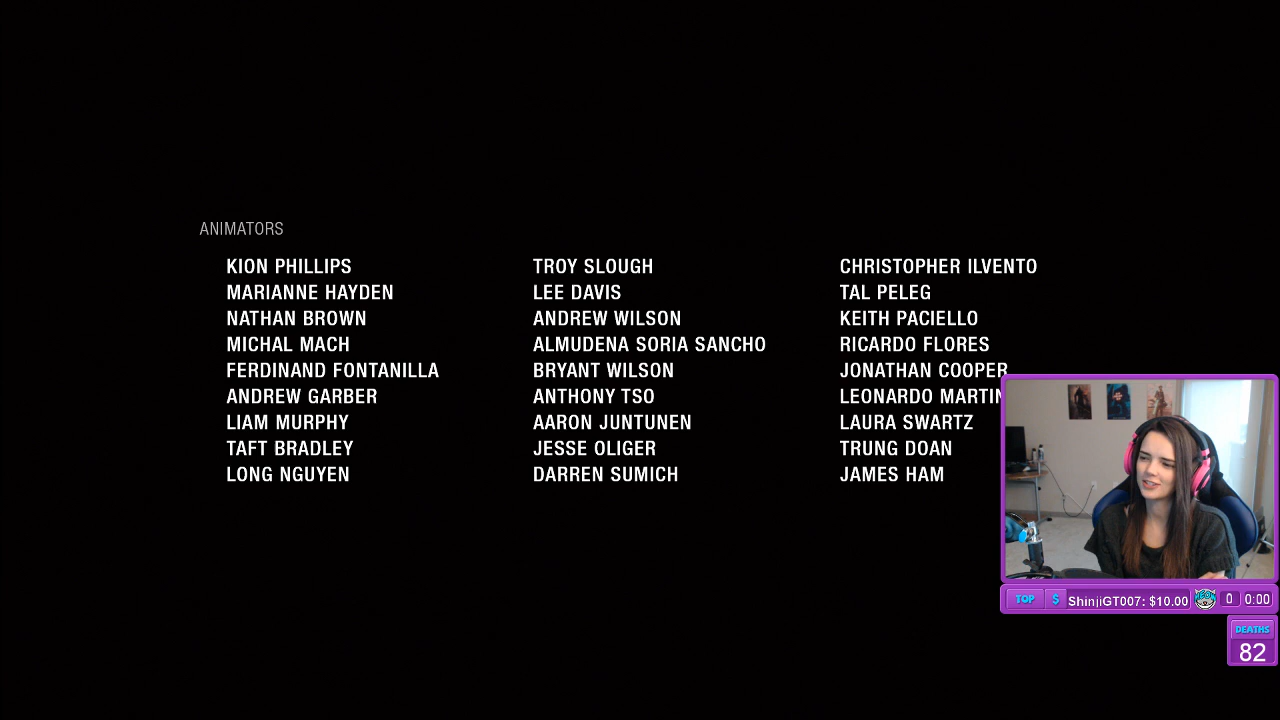 ANIMATORS
KION PHILLIPS
MARIANNE HAYDEN
NATHAN BROWN
MICHAL MACH
FERDINAND FONTANILLA
ANDREW GARBER
LIAM MURPHY
TAFT BRADLEY
LONG NGUYEN
TROY SLOUGH
LEE DAVIS
ANDREW WILSON
ALMUDENA SORIA SANCHO
BRYANT WILSON
ANTHONY TSO
AARON JUNTUNEN
JESSE OLIGER
DARREN SUMICH
CHRISTOPHER ILVENTO
TAL PELEG
KEITH PACIELLO
RICARDO FLORES
JONATHAN COOPER
LEONARDO
LAURA SWARTZ
TRUNG DOAN
JAMES HAM
TOP $ ShinjiGT007: $10.00 0 0:00
DEATHS
82